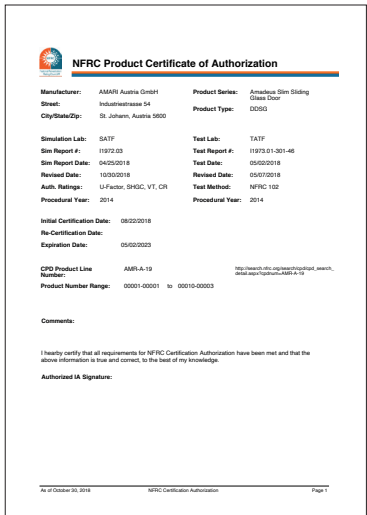 NFRC Product Certificate of Authorization
Manufacturer: AMARI Austria GmbH Product Series: Amadeus Slim Sliding
Glass Door
Street: Industriestrasse 54
Product Type: DDSG
City/State/Zip: St. Johann, Austria 5600
Simulation Lab: SATF Test Lab: TATF
Sim Report #: I1972.03 Test Report #: I1973.01-301-46
Sim Report Date: 04/25/2018 Test Date: 05/02/2018
Revised Date: 10/30/2018 Revised Date: 05/07/2018
Auth. Ratings: U-Factor, SHGC, VT, CR Test Method: NFRC 102
Procedural Year: 2014 Procedural Year: 2014
Initial Certification Date: 08/22/2018
Re-Certification Date:
Expiration Date: 05/02/2023
CPD Product Line AMR-A-19 http://search.nfrc.org/search/cpd/cpd_search_
Number: detail.aspx?cpdnum=AMR-A-19
Product Number Range: 00001-00001 to 00010-00003
Comments:
I hearby certify that all requirements for NFRC Certification Authorization have been met and that the
above information is true and correct, to the best of my knowledge.
Authorized IA Signature:
As of October 30, 2018 NFRC Certification Authorization Page 1